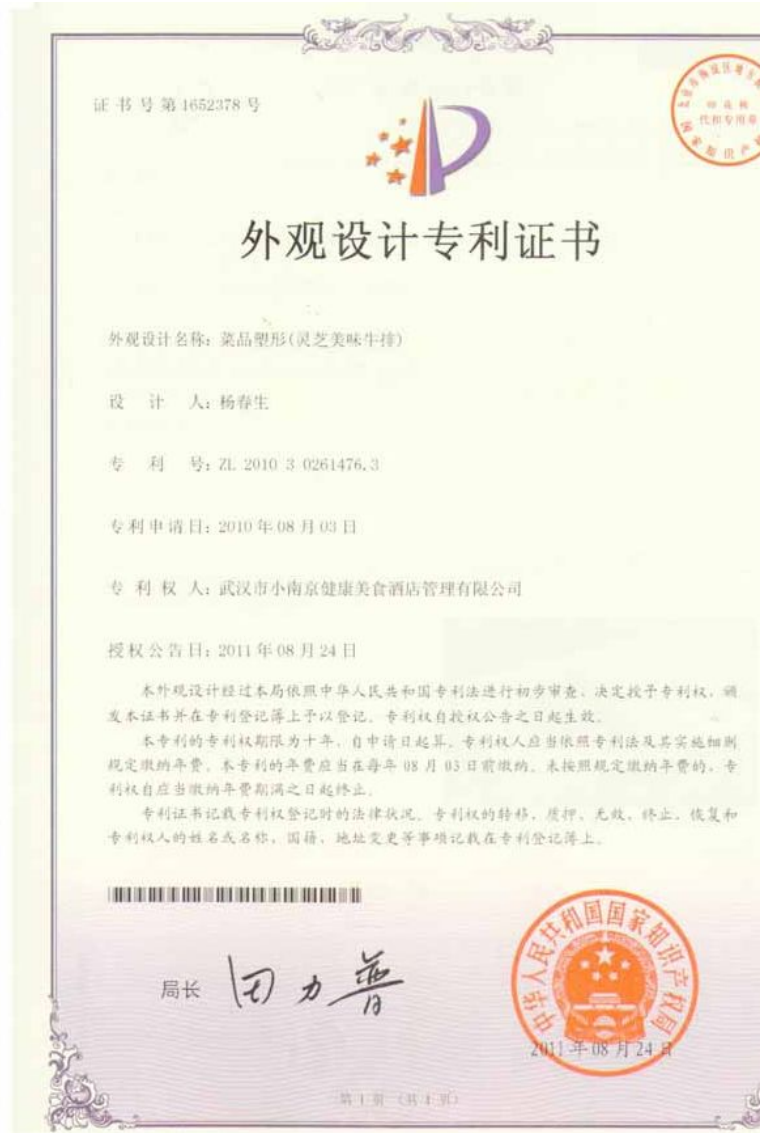 证书号第1652378号
印花税
代扣专用章
外观设计专利证书
外观设计名称：菜品塑形(灵芝美味牛排)
设 计 人：杨春生
专 利 号：ZL 2010 3 0261476.3
专利申请日：2010年08月03日
专 利 权 人：武汉市小南京健康美食酒店管理有限公司
授权公告日：2011年08月24日
本外观设计经过本局依照中华人民共和国专利法进行初步审查，决定授予专利权，颁
发本证书并在专利登记簿上予以登记。专利权自授权公告之日起生效。
本专利的专利权期限为十年，自申请日起算。专利权人应当依照专利法及其实施细则
规定缴纳年费。本专利的年费应当在每年08月03日前缴纳。未按照规定缴纳年费的，专
利权自应当缴纳年费期满之日起终止。
专利证书记载专利权登记时的法律状况。专利权的转移、质押、无效、终止、恢复和
专利权人的姓名或名称、国籍、地址变更等事项记载在专利登记簿上。
局长 田力普
中华人民共和国国家知识产权局
2011年08月24日
第1页（共1页）